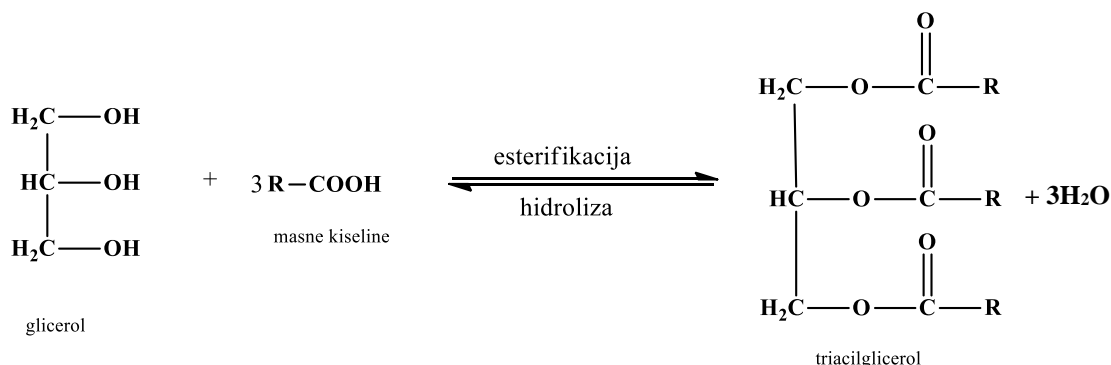 H₂C—OH
HC—OH
H₂C—OH
glicerol
+
3 R—COOH
masne kiseline
esterifikacija
hidroliza
O
H₂C—O—C—R
O
HC—O—C—R
O
H₂C—O—C—R
triacilglicerol
+ 3H₂O